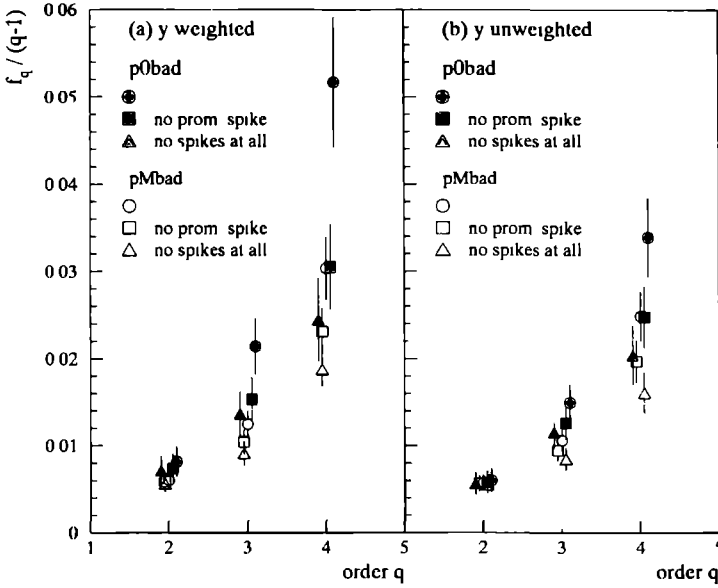 f_q / (q-1)
0 06
0 05
0 04
0 03
0 02
0 01
0
(a) y weighted
p0bad
no prom spike
no spikes at all
pMbad
no prom spike
no spikes at all
1 2 3 4 5
order q
(b) y unweighted
p0bad
no prom spike
no spikes at all
pMbad
no prom spike
no spikes at all
2 3 4 5
order q